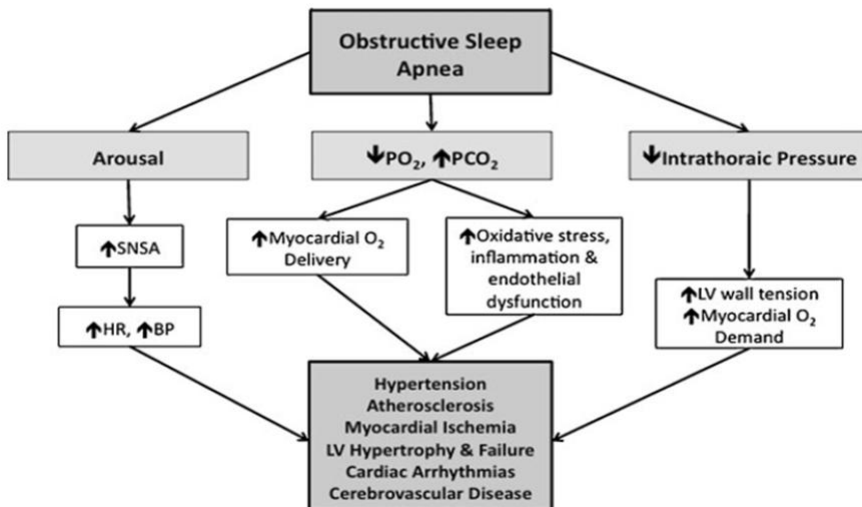 Obstructive Sleep
Apnea
Arousal
🡻PO₂, 🡹PCO₂
🡻Intrathoraic Pressure
🡹SNSA
🡹Myocardial O₂
Delivery
🡹Oxidative stress,
inflammation &
endothelial
dysfunction
🡹LV wall tension
🡹Myocardial O₂
Demand
🡹HR, 🡹BP
Hypertension
Atherosclerosis
Myocardial Ischemia
LV Hypertrophy & Failure
Cardiac Arrhythmias
Cerebrovascular Disease